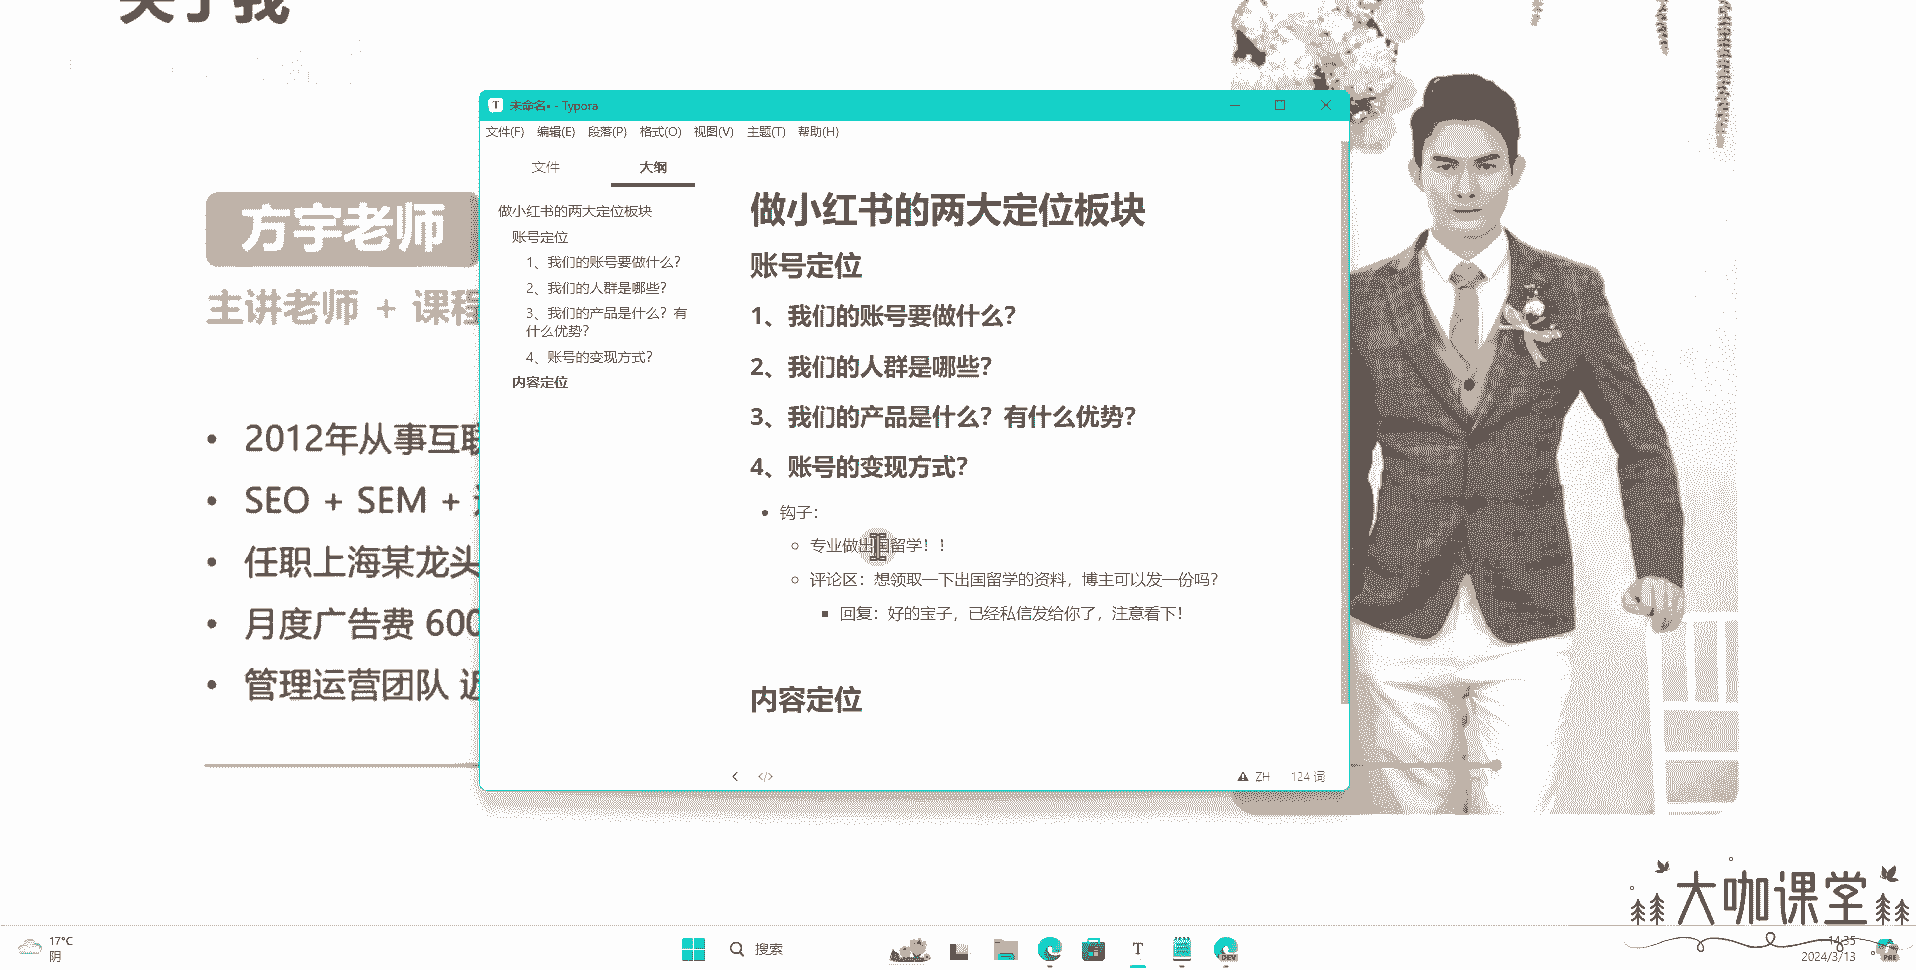 关于我
方宇老师
主讲老师 + 课程
• 2012年从事互联
• SEO + SEM +
• 任职上海某龙头
• 月度广告费 600
• 管理运营团队 近
未命名• - Typora
文件(F) 编辑(E) 段落(P) 格式(O) 视图(V) 主题(T) 帮助(H)
文件 大纲
做小红书的两大定位板块
账号定位
1、我们的账号要做什么？
2、我们的人群是哪些？
3、我们的产品是什么？有
什么优势？
4、账号的变现方式？
内容定位
做小红书的两大定位板块
账号定位
1、我们的账号要做什么？
2、我们的人群是哪些？
3、我们的产品是什么？有什么优势？
4、账号的变现方式？
• 钩子：
专业做出国留学！！
评论区：想领取一下出国留学的资料，博主可以发一份吗？
回复：好的宝子，已经私信发给你了，注意看下！
内容定位
ZH 124 词
大咖课堂
17°C
阴
搜索
DEV
14:35
2024/3/13
PRE